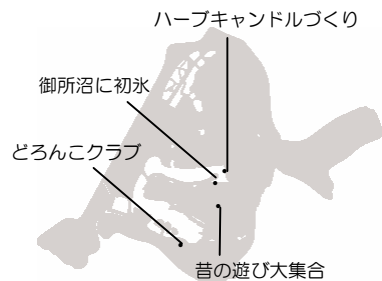 ハーブキャンドルづくり
御所沼に初氷
どろんこクラブ
昔の遊び大集合